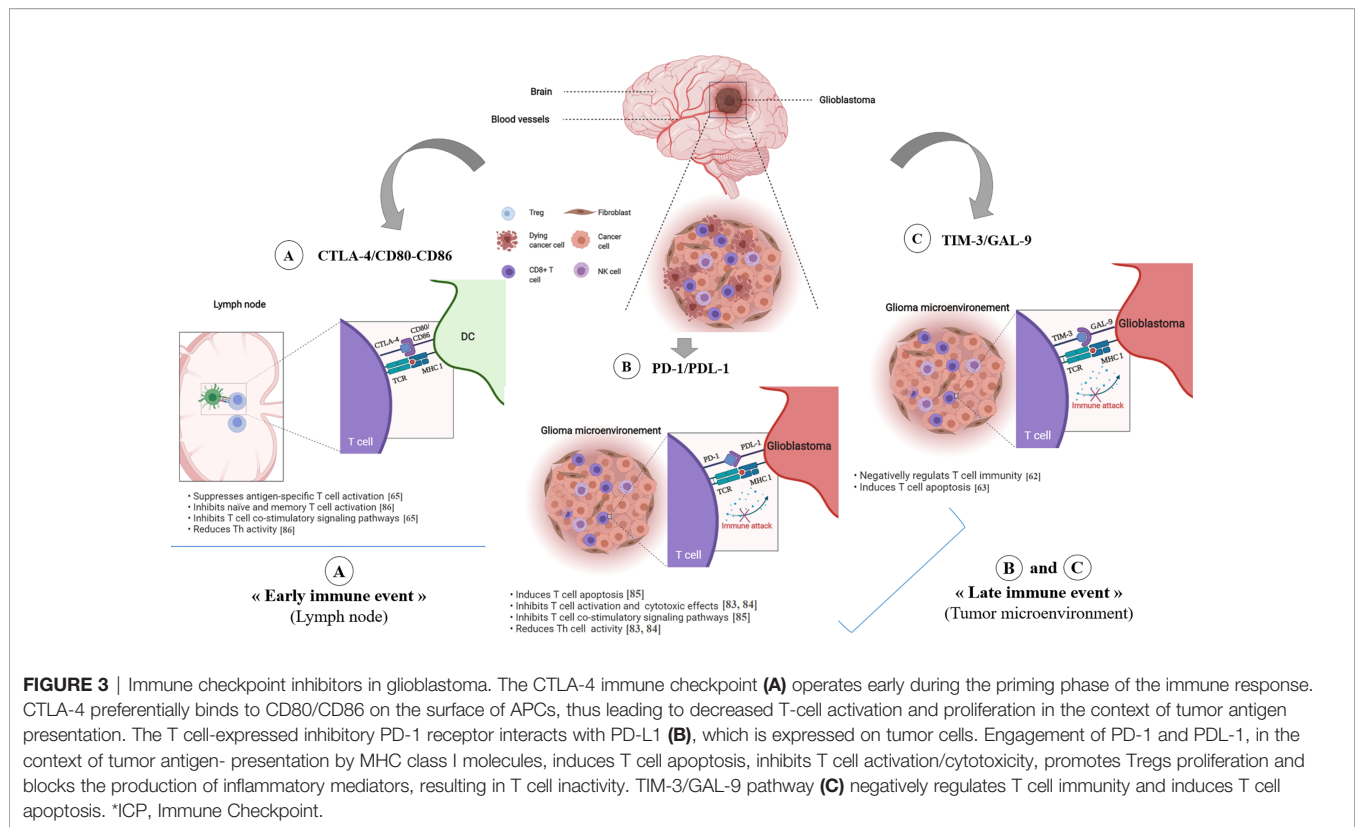 Brain
Blood vessels
Glioblastoma
Treg
Fibroblast
Dying
cancer cell
Cancer
cell
CD8+ T
cell
NK cell
A
CTLA-4/CD80-CD86
Lymph node
CTLA-4
CD80/
CD86
TCR
MHC I
DC
T cell
• Suppresses antigen-specific T cell activation [65]
• Inhibits naïve and memory T cell activation [86]
• Inhibits T cell co-stimulatory signaling pathways [65]
• Reduces Th activity [86]
A
« Early immune event »
(Lymph node)
B
PD-1/PDL-1
Glioma microenvironement
PD-1
PDL-1
TCR
MHC I
Immune attack
Glioblastoma
T cell
• Induces T cell apoptosis [85]
• Inhibits T cell activation and cytotoxic effects [83, 84]
• Inhibits T cell co-stimulatory signaling pathways [85]
• Reduces Th cell activity [83, 84]
C
TIM-3/GAL-9
Glioma microenvironement
TIM-3
GAL-9
TCR
MHC I
Immune attack
Glioblastoma
T cell
• Negativelly regulats T cell immunity [62]
• Induces T cell apoptosis [63]
B and C
« Late immune event »
(Tumor microenvironment)
FIGURE 3 | Immune checkpoint inhibitors in glioblastoma. The CTLA-4 immune checkpoint (A) operates early during the priming phase of the immune response.
CTLA-4 preferentially binds to CD80/CD86 on the surface of APCs, thus leading to decreased T-cell activation and proliferation in the context of tumor antigen
presentation. The T cell-expressed inhibitory PD-1 receptor interacts with PD-L1 (B), which is expressed on tumor cells. Engagement of PD-1 and PDL-1, in the
context of tumor antigen- presentation by MHC class I molecules, induces T cell apoptosis, inhibits T cell activation/cytotoxicity, promotes Tregs proliferation and
blocks the production of inflammatory mediators, resulting in T cell inactivity. TIM-3/GAL-9 pathway (C) negatively regulates T cell immunity and induces T cell
apoptosis. *ICP, Immune Checkpoint.